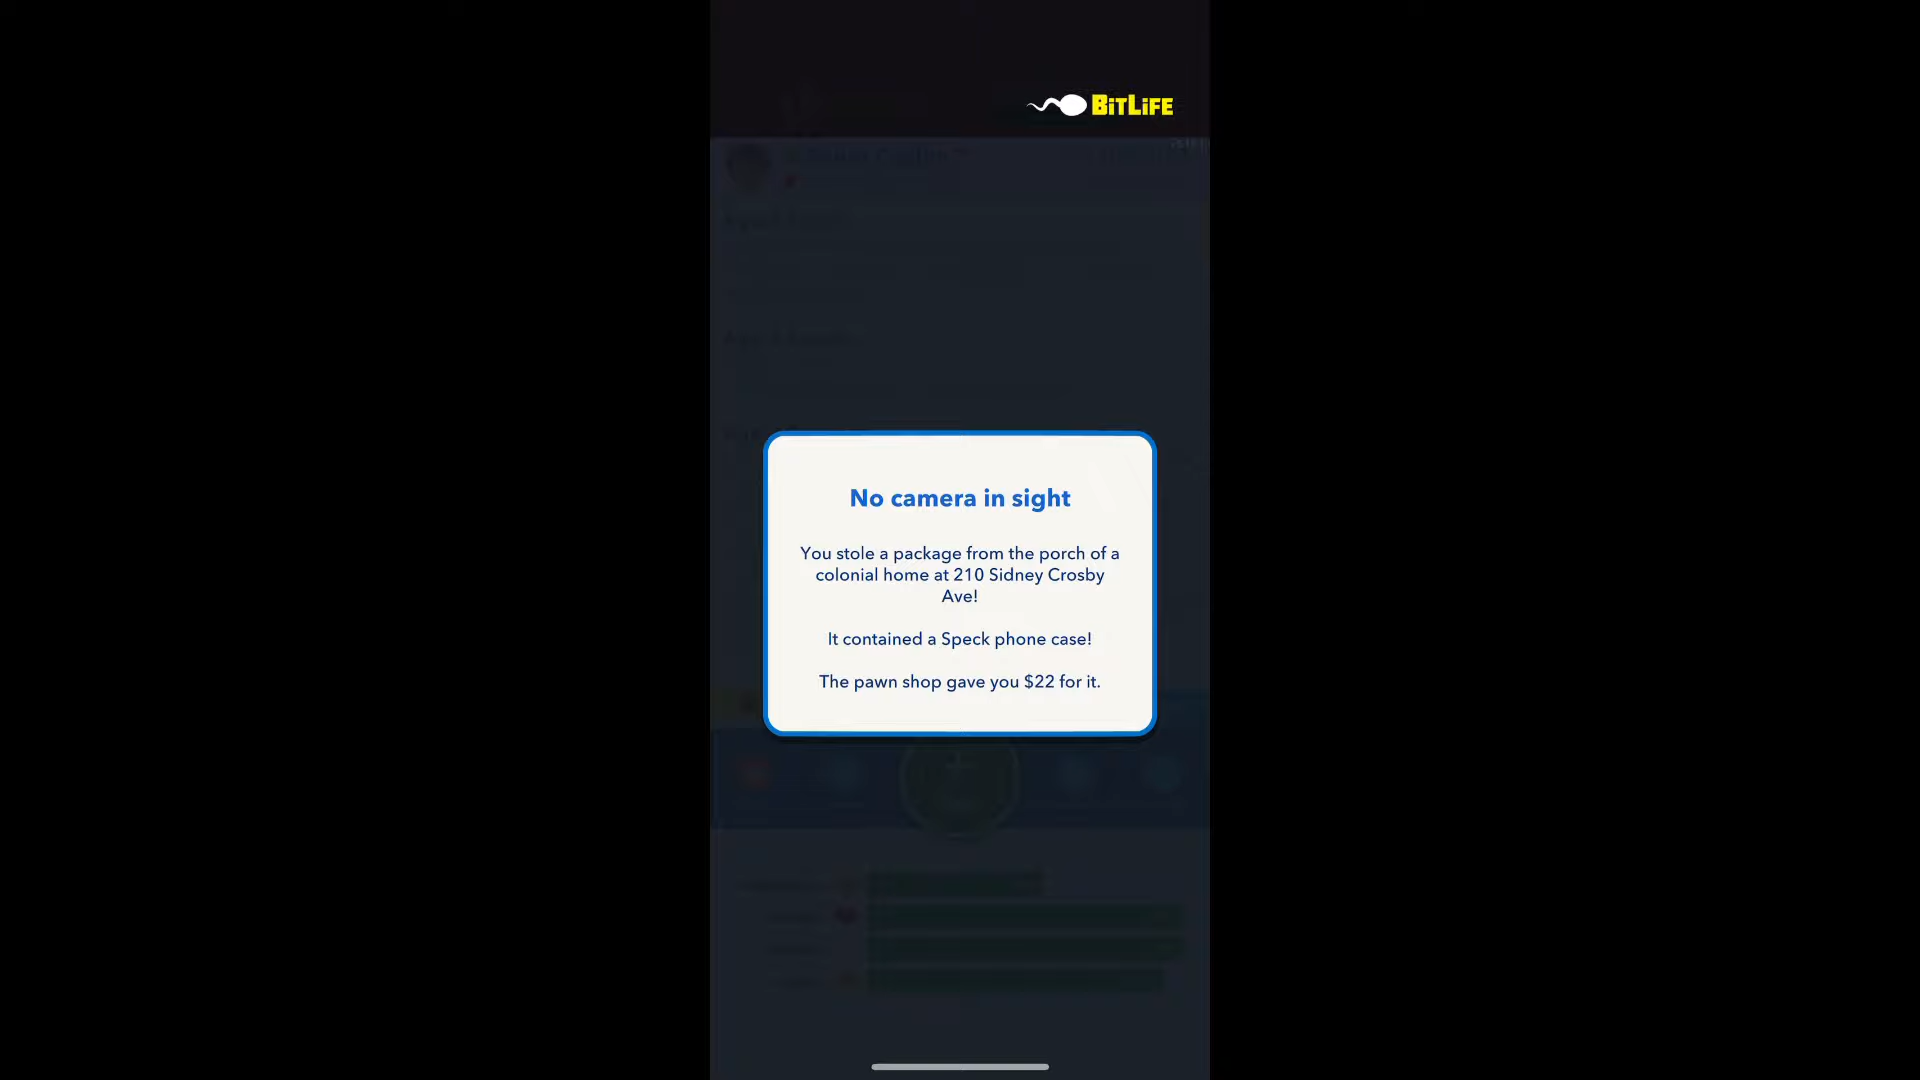 BiTLiFE
No camera in sight
You stole a package from the porch of a
colonial home at 210 Sidney Crosby
Ave!
It contained a Speck phone case!
The pawn shop gave you $22 for it.